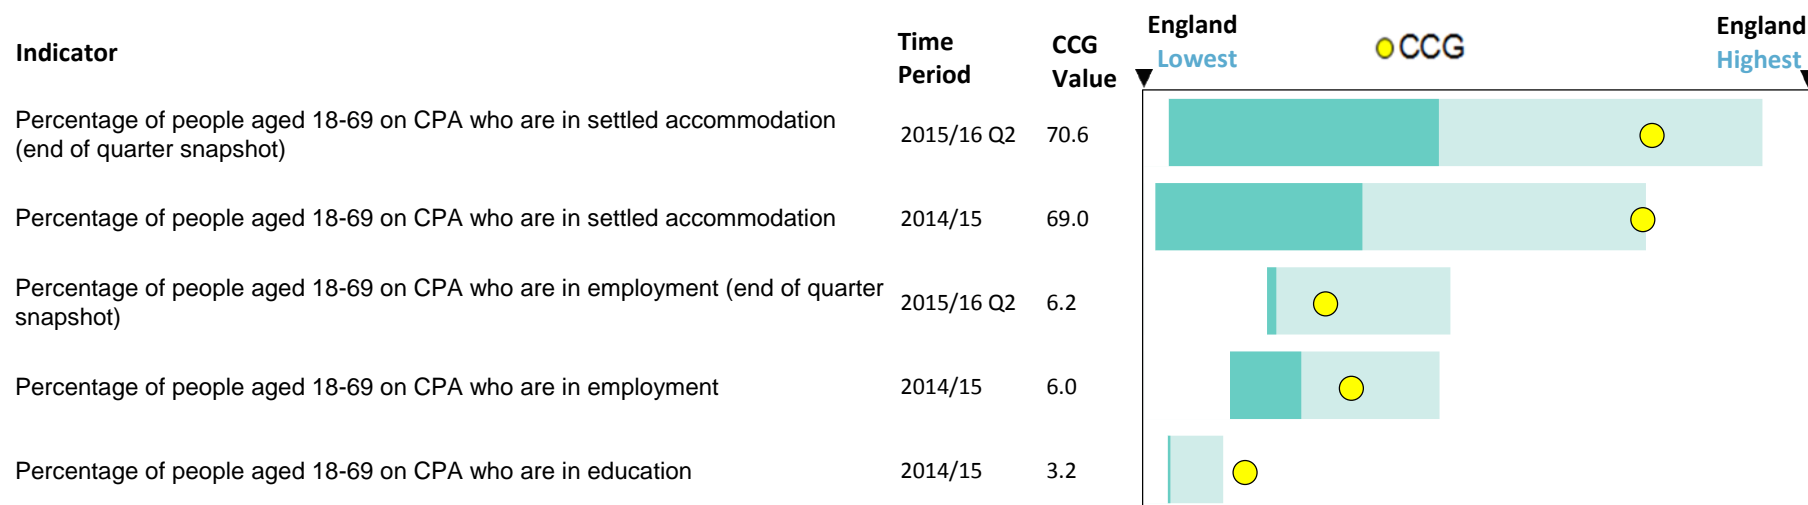 Indicator
Time
Period
CCG
Value
England
Lowest
CCG
England
Highest
Percentage of people aged 18-69 on CPA who are in settled accommodation
(end of quarter snapshot)
2015/16 Q2
70.6
Percentage of people aged 18-69 on CPA who are in settled accommodation
2014/15
69.0
Percentage of people aged 18-69 on CPA who are in employment (end of quarter
snapshot)
2015/16 Q2
6.2
Percentage of people aged 18-69 on CPA who are in employment
2014/15
6.0
Percentage of people aged 18-69 on CPA who are in education
2014/15
3.2